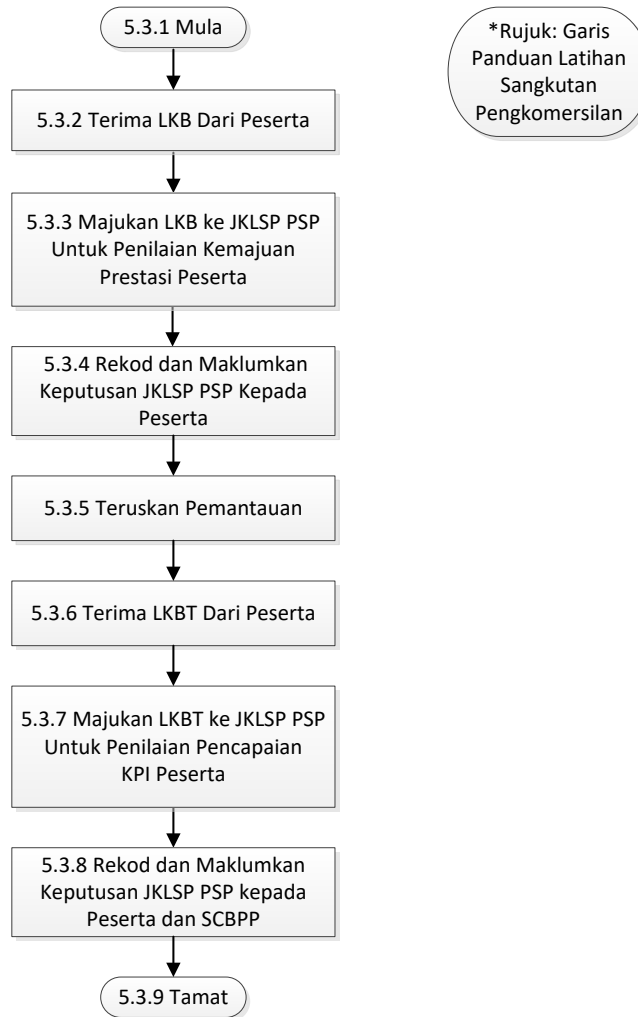 5.3.1 Mula
*Rujuk: Garis
Panduan Latihan
Sangkutan
Pengkomersilan
5.3.2 Terima LKB Dari Peserta
5.3.3 Majukan LKB ke JKLSP PSP
Untuk Penilaian Kemajuan
Prestasi Peserta
5.3.4 Rekod dan Maklumkan
Keputusan JKLSP PSP Kepada
Peserta
5.3.5 Teruskan Pemantauan
5.3.6 Terima LKBT Dari Peserta
5.3.7 Majukan LKBT ke JKLSP PSP
Untuk Penilaian Pencapaian
KPI Peserta
5.3.8 Rekod dan Maklumkan
Keputusan JKLSP PSP kepada
Peserta dan SCBPP
5.3.9 Tamat